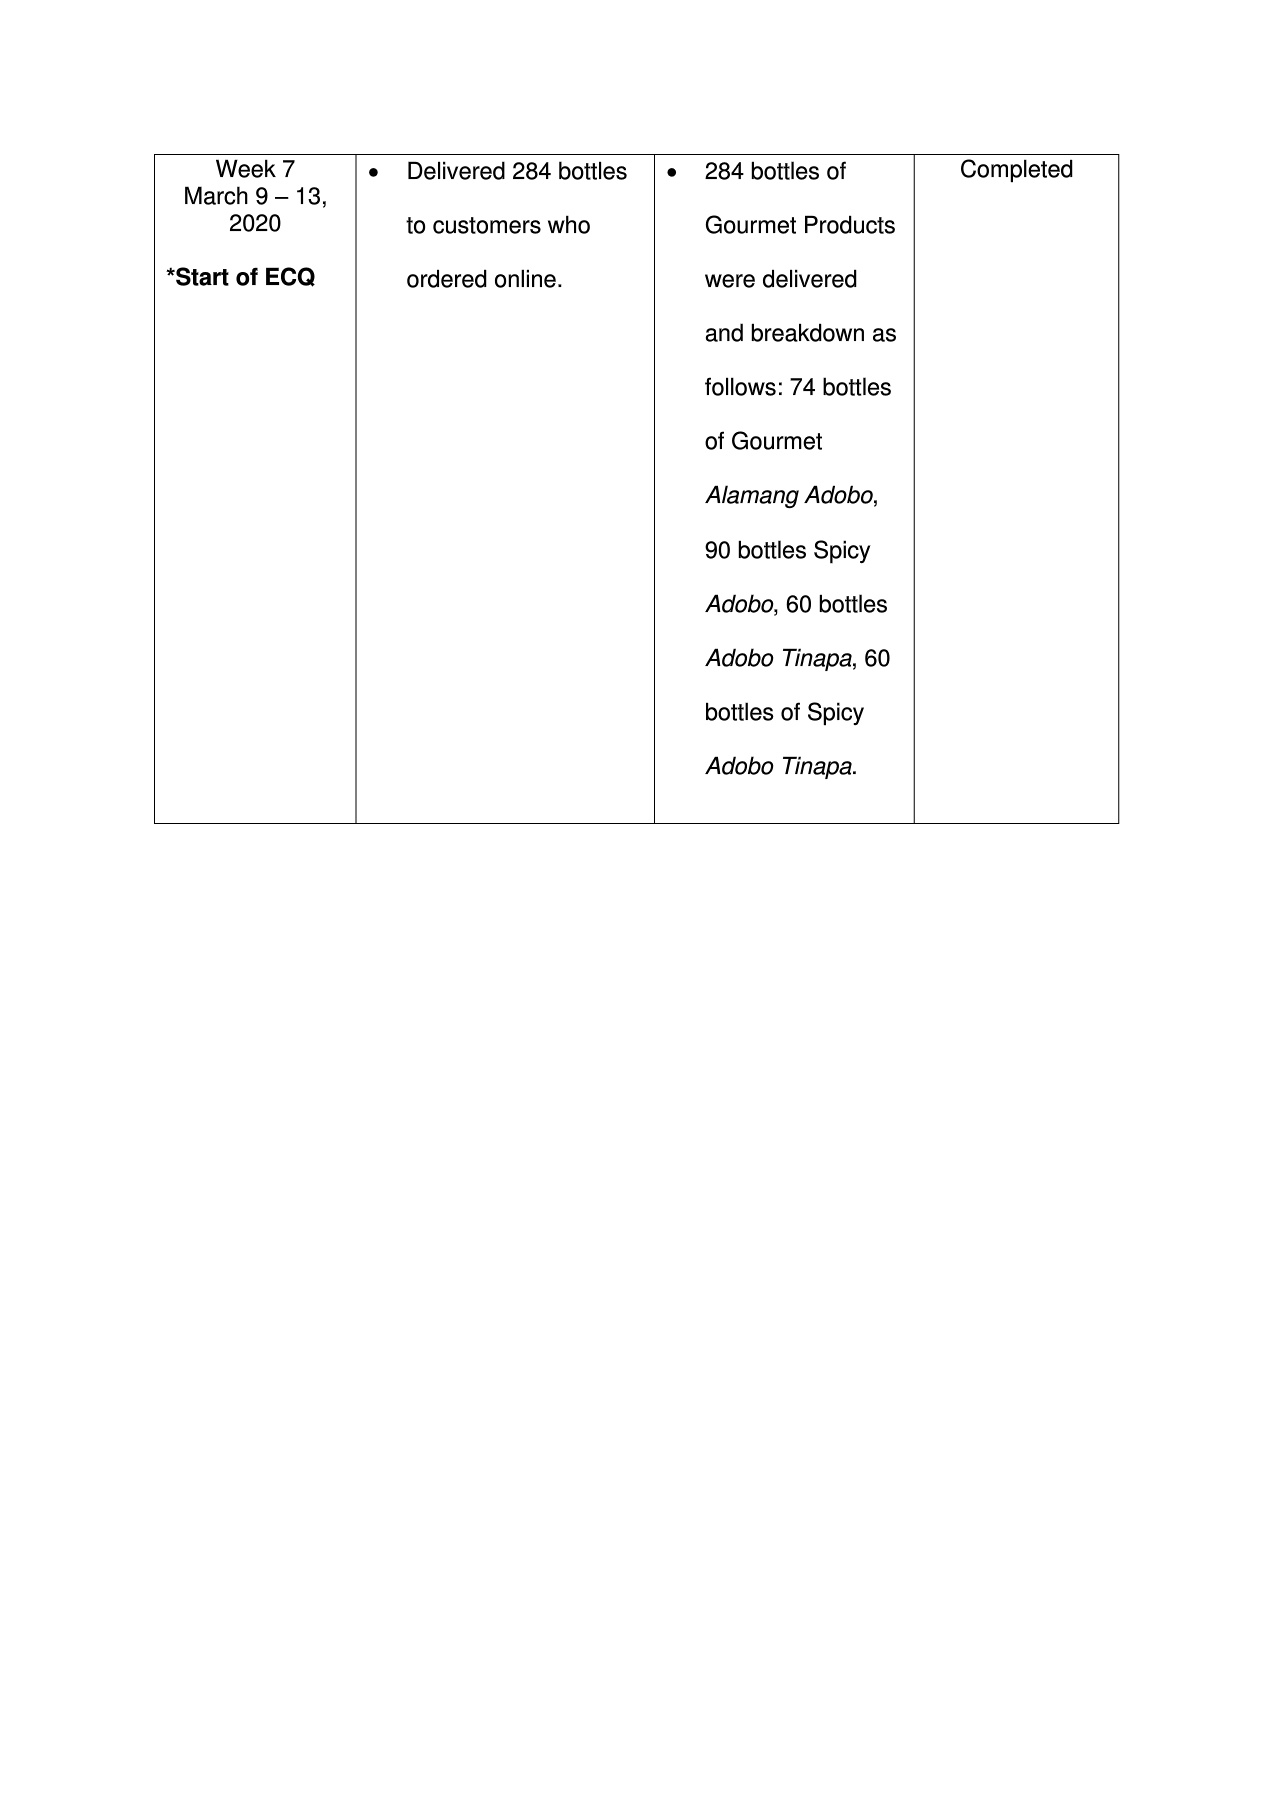 Week 7
March 9 – 13,
2020
*Start of ECQ
• Delivered 284 bottles
to customers who
ordered online.
• 284 bottles of
Gourmet Products
were delivered
and breakdown as
follows: 74 bottles
of Gourmet
Alamang Adobo,
90 bottles Spicy
Adobo, 60 bottles
Adobo Tinapa, 60
bottles of Spicy
Adobo Tinapa.
Completed